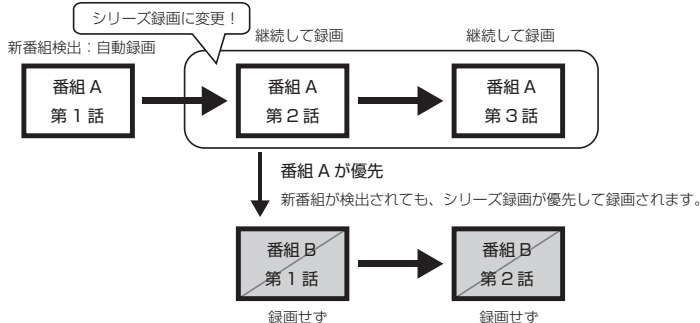 シリーズ録画に変更！
新番組検出：自動録画
継続して録画
継続して録画
番組 A
第 1 話
番組 A
第 2 話
番組 A
第 3 話
番組 A が優先
新番組が検出されても、シリーズ録画が優先して録画されます。
番組 B
第 1 話
番組 B
第 2 話
録画せず
録画せず